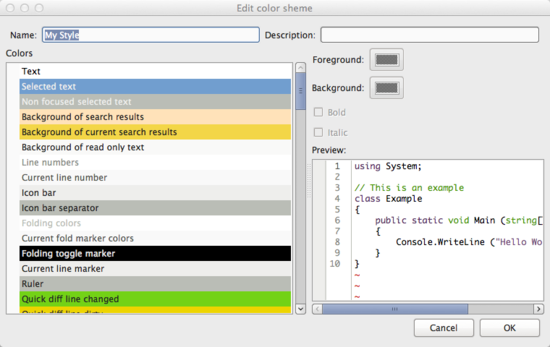 Edit color sheme
Name: My Style Description:
Colors
Text
Selected text
Non focused selected text
Background of search results
Background of current search results
Background of read only text
Line numbers
Current line number
Icon bar
Icon bar separator
Folding colors
Current fold marker colors
Folding toggle marker
Current line marker
Ruler
Quick diff line changed
Quick diff line dirty
Foreground:
Background:
Bold
Italic
Preview:
1 using System;
2
3 // This is an example
4 class Example
5 {
6 public static void Main (string[
7 {
8 Console.WriteLine ("Hello Wo
9 }
10 }
~
~
~
Cancel OK